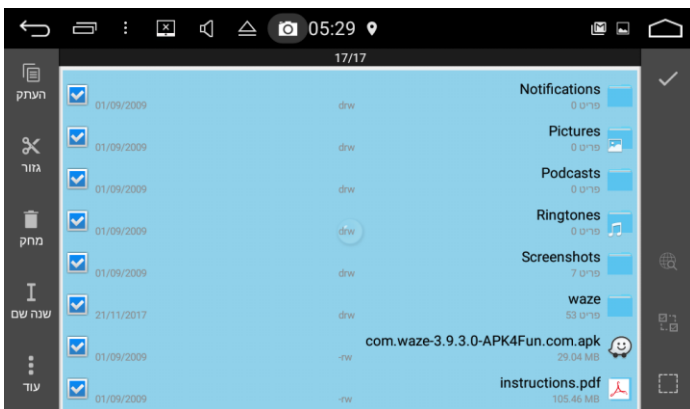 05:29
17/17
העתק
גזור
מחק
שנה שם
עוד
Notifications
01/09/2009 drw 0 פריט
Pictures
01/09/2009 drw 0 פריט
Podcasts
01/09/2009 drw 0 פריט
Ringtones
01/09/2009 drw 0 פריט
Screenshots
01/09/2009 drw 7 פריט
waze
21/11/2017 drw 53 פריט
com.waze-3.9.3.0-APK4Fun.com.apk
01/09/2009 -rw 29.04 MB
instructions.pdf
01/09/2009 -rw 105.46 MB